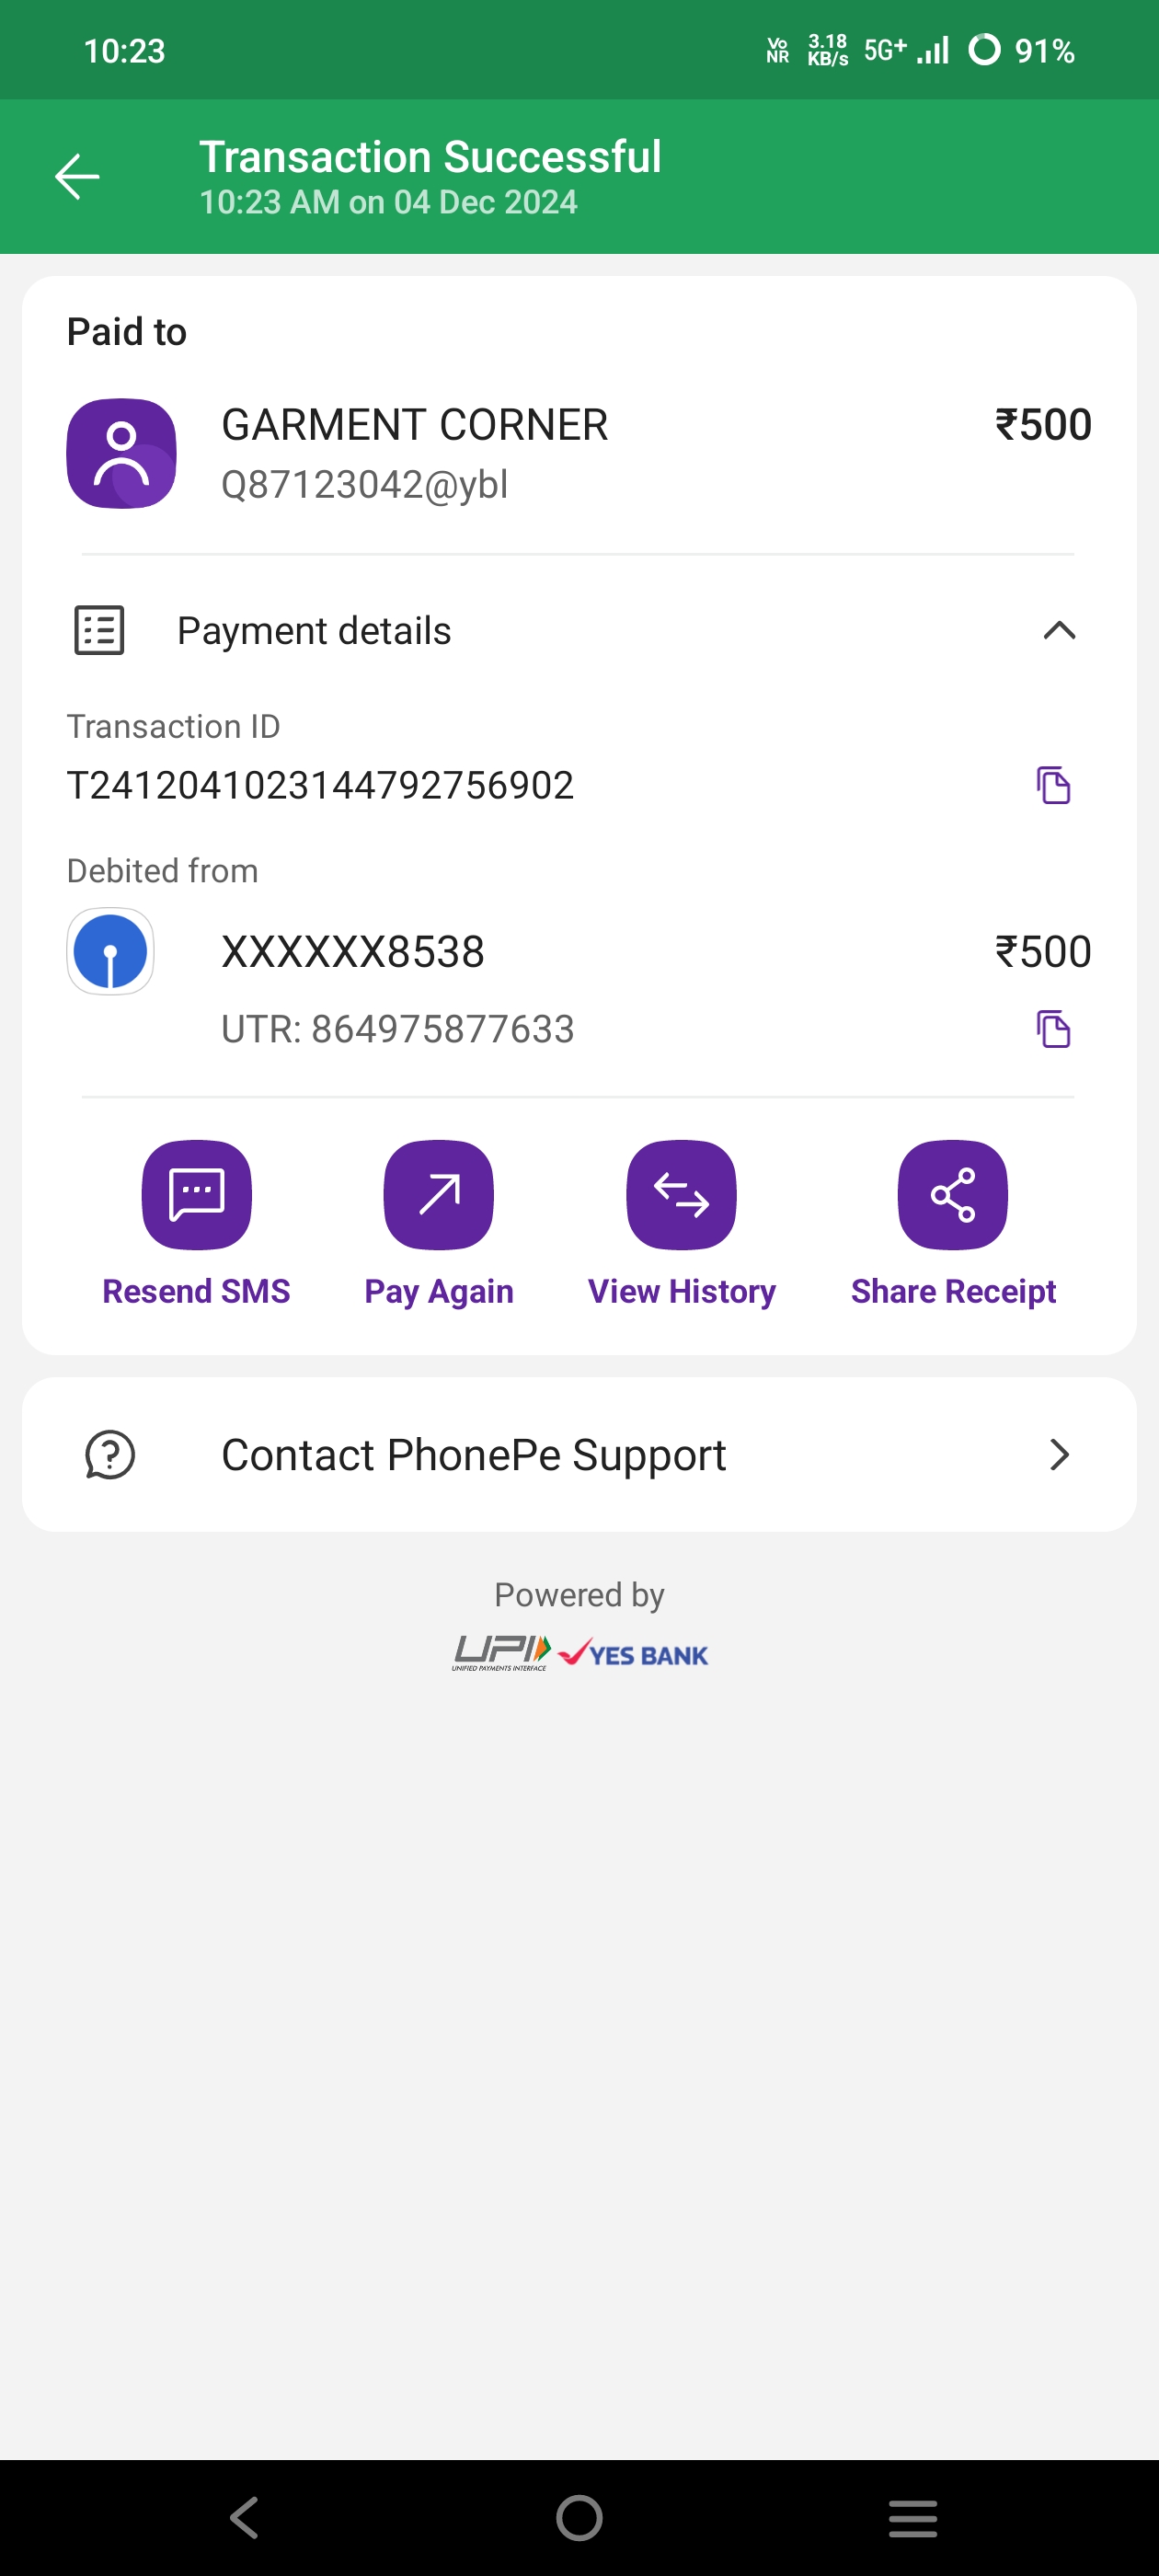 10:23
Vo NR 3.18 KB/s 5G+ 91%
Transaction Successful
10:23 AM on 04 Dec 2024
Paid to
GARMENT CORNER ₹500
Q87123042@ybl
Payment details
Transaction ID
T2412041023144792756902
Debited from
XXXXXX8538 ₹500
UTR: 864975877633
Resend SMS Pay Again View History Share Receipt
Contact PhonePe Support
Powered by
UPI YES BANK
UNIFIED PAYMENTS INTERFACE